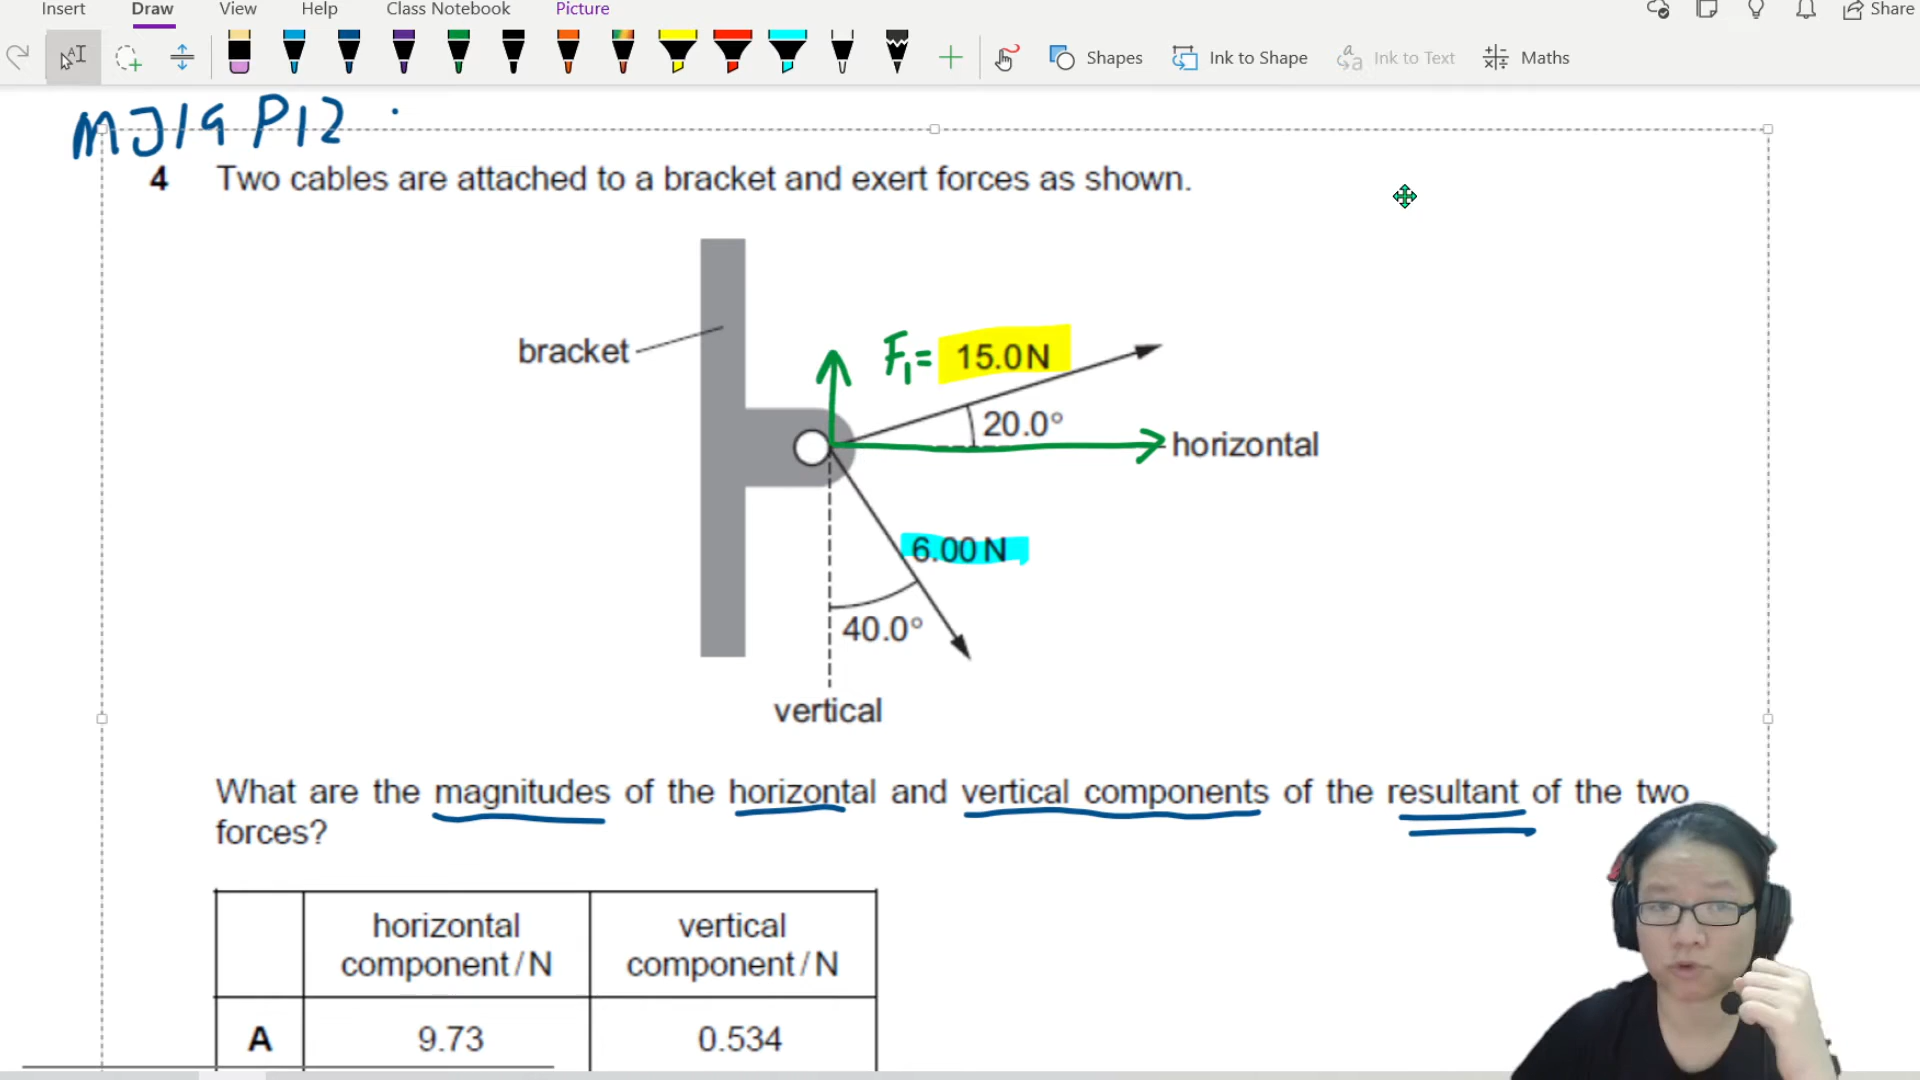 Insert Draw View Help Class Notebook Picture Share
Shapes Ink to Shape Ink to Text Maths
MJ19 P12
4 Two cables are attached to a bracket and exert forces as shown.
bracket
F1= 15.0 N
20.0°
horizontal
6.00 N
40.0°
vertical
What are the magnitudes of the horizontal and vertical components of the resultant of the two
forces?
horizontal component / N vertical component / N
A 9.73 0.534